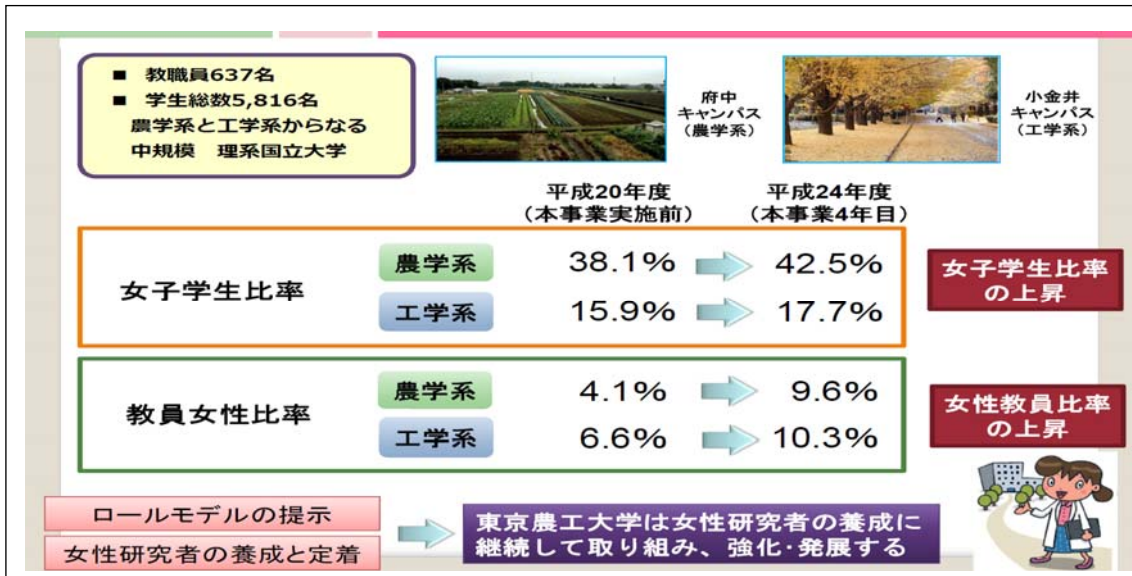 ■ 教職員637名
■ 学生総数5,816名
農学系と工学系からなる
中規模 理系国立大学
府中
キャンパス
(農学系)
小金井
キャンパス
(工学系)
平成20年度
(本事業実施前)
平成24年度
(本事業4年目)
女子学生比率
農学系 38.1% 42.5%
工学系 15.9% 17.7%
女子学生比率
の上昇
教員女性比率
農学系 4.1% 9.6%
工学系 6.6% 10.3%
女性教員比率
の上昇
ロールモデルの提示
女性研究者の養成と定着
東京農工大学は女性研究者の養成に
継続して取り組み、強化・発展する